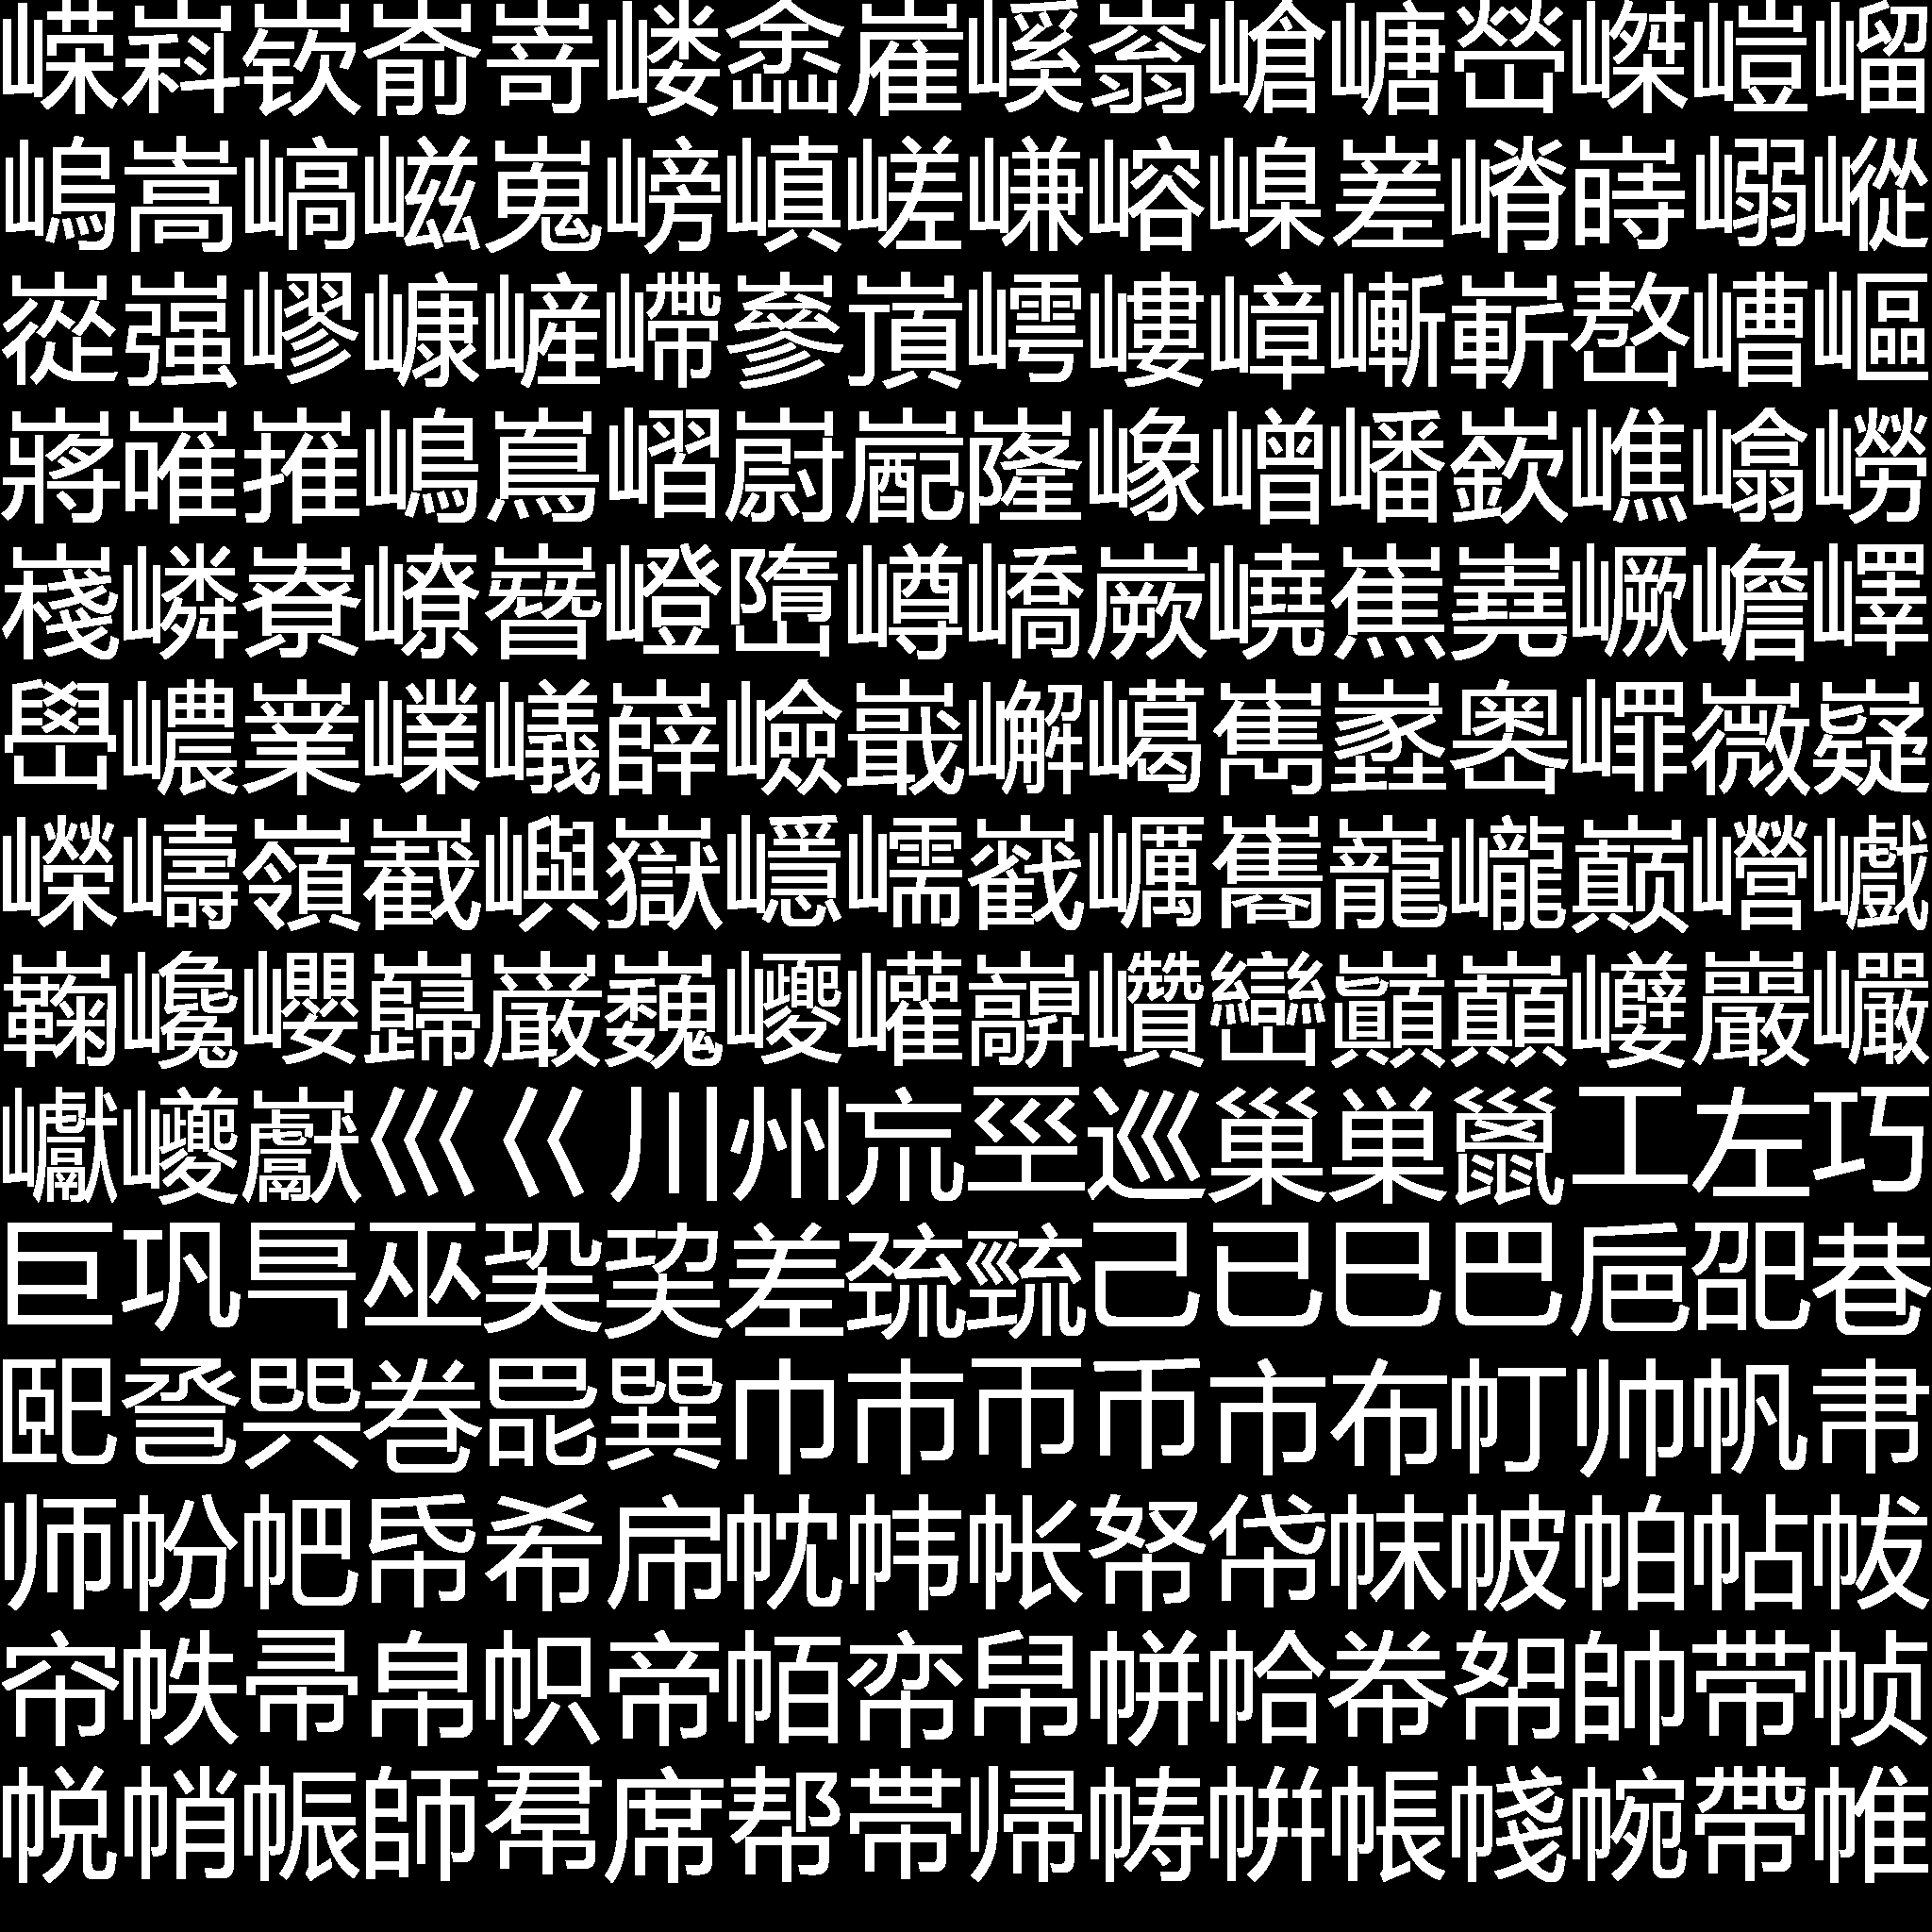 嵘嵙嵚嵛嵜嵝嵞嵟嵠嵡嵢嵣嵤嵥嵦嵧
嵨嵩嵪嵫嵬嵭嵮嵯嵰嵱嵲嵳嵴嵵嵶嵷
嵸嵹嵺嵻嵼嵽嵾嵿嶀嶁嶂嶃嶄嶅嶆嶇
嶈嶉嶊嶋嶌嶍嶎嶏嶐嶑嶒嶓嶔嶕嶖嶗
嶘嶙嶚嶛嶜嶝嶞嶟嶠嶡嶢嶣嶤嶥嶦嶧
嶨嶩嶪嶫嶬嶭嶮嶯嶰嶱嶲嶳嶴嶵嶶嶷
嶸嶹嶺嶻嶼嶽嶾嶿巀巁巂巃巄巅巆巇
巈巉巊巋巌巍巎巏巐巑巒巓巔巕巖巗
巘巙巚巛巜川州巟巠巡巢巣巤工左巧
巨巩巪巫巬巭差巯巰己已巳巴巵巶巷
巸巹巺巻巼巽巾巿帀币市布帄帅帆帇
师帉帊帋希帍帎帏帐帑帒帓帔帕帖帗
帘帙帚帛帜帝帞帟帠帡帢帣帤帥带帧
帨帩帪師帬席帮帯帰帱帲帳帴帵帶帷